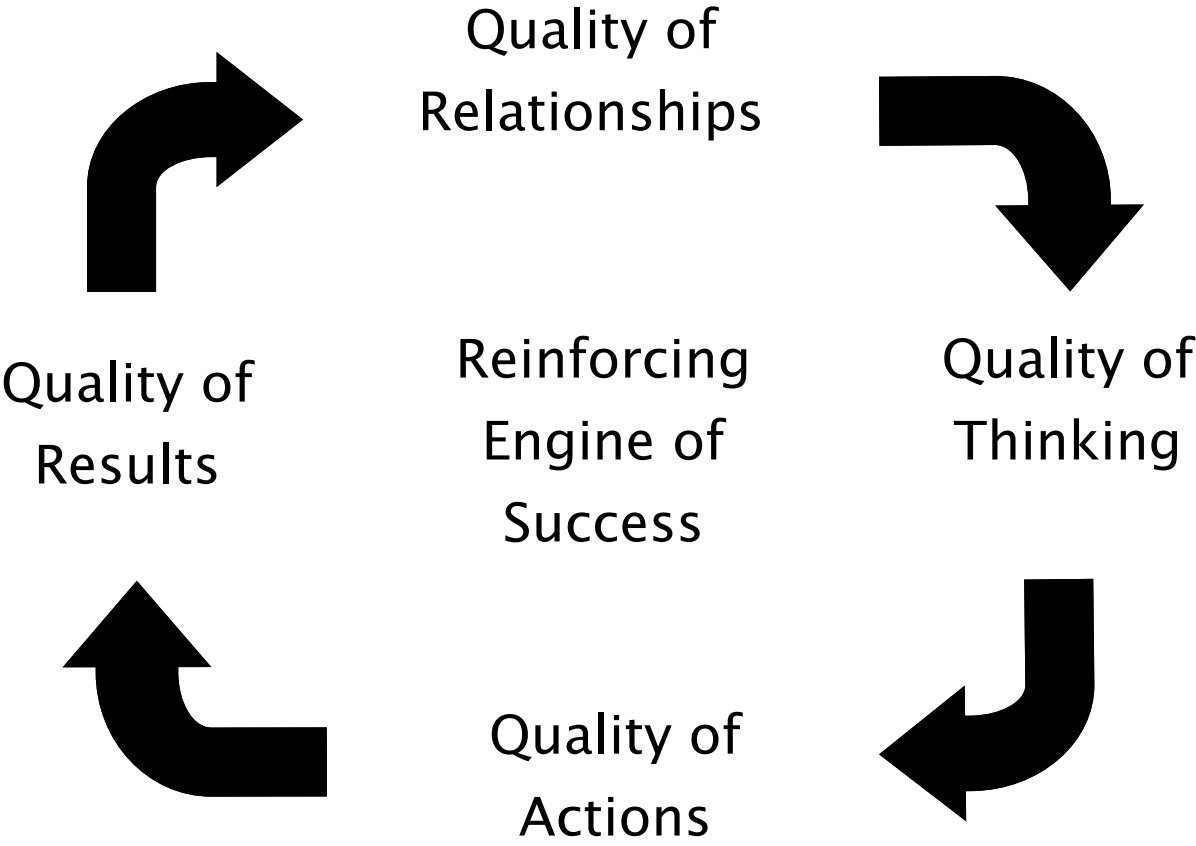 Quality of
Relationships
Quality of
Results
Reinforcing
Engine of
Success
Quality of
Thinking
Quality of
Actions